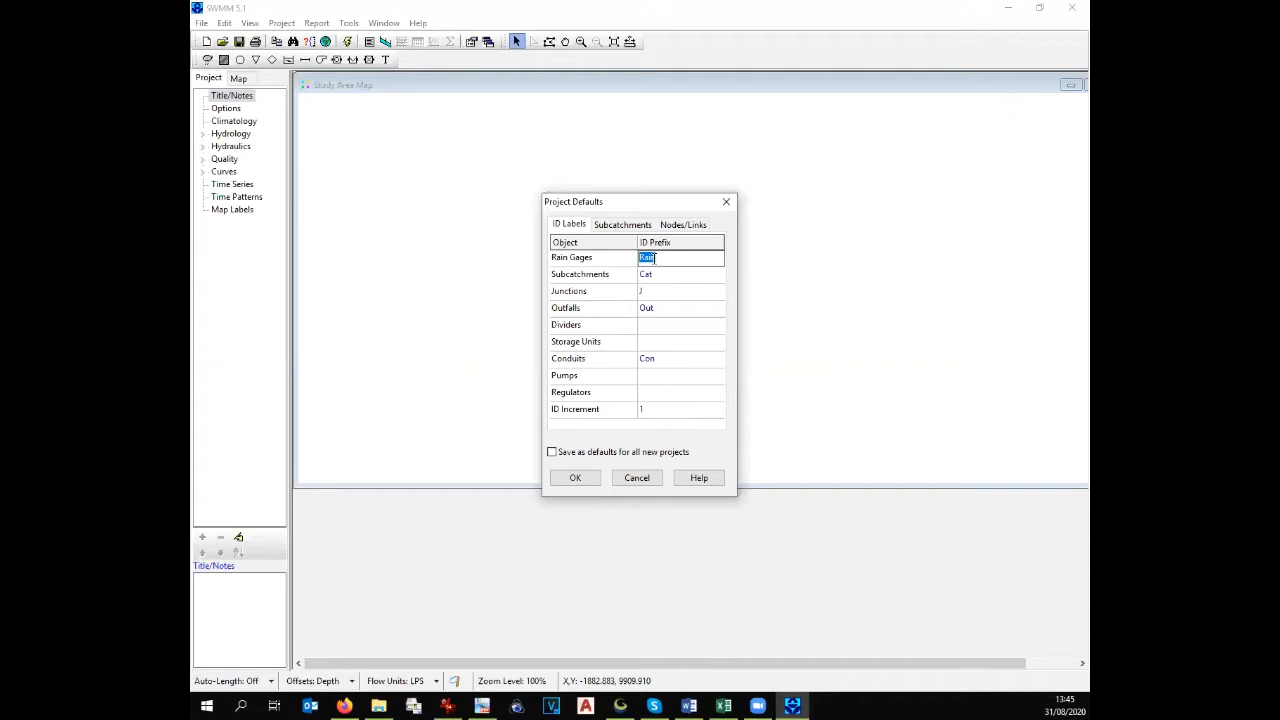 SWMM 5.1
File Edit View Project Report Tools Window Help
Project Map
Title/Notes
Options
Climatology
Hydrology
Hydraulics
Quality
Curves
Time Series
Time Patterns
Map Labels
Study Area Map
Project Defaults
ID Labels Subcatchments Nodes/Links
Object ID Prefix
Rain Gages Rain
Subcatchments Cat
Junctions J
Outfalls Out
Dividers
Storage Units
Conduits Con
Pumps
Regulators
ID Increment 1
Save as defaults for all new projects
OK Cancel Help
Title/Notes
Auto-Length: Off Offsets: Depth Flow Units: LPS Zoom Level: 100% X,Y: -1882.883, 9909.910
13:45
31/08/2020